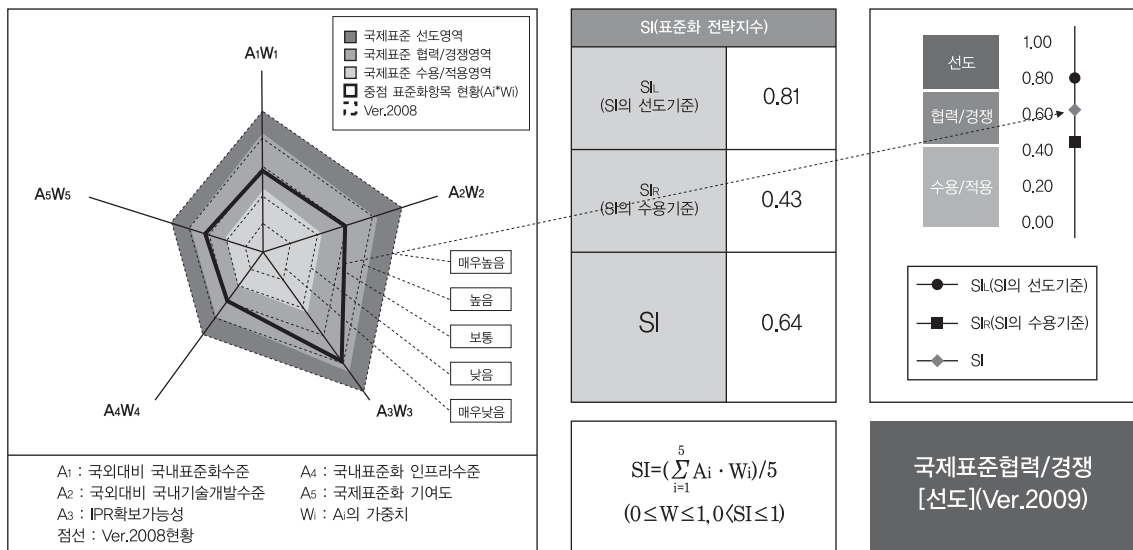 국제표준 선도영역
국제표준 협력/경쟁영역
국제표준 수용/적용영역
중점 표준화항목 현황(Ai*Wi)
Ver.2008
A1W1
A2W2
A5W5
A4W4
A3W3
매우높음
높음
보통
낮음
매우낮음
A1 : 국외대비 국내표준화수준
A2 : 국외대비 국내기술개발수준
A3 : IPR확보가능성
점선 : Ver.2008현황
A4 : 국내표준화 인프라수준
A5 : 국제표준화 기여도
Wi : Ai의 가중치
SI(표준화 전략지수)
SIL
(SI의 선도기준)
0.81
SIR
(SI의 수용기준)
0.43
SI
0.64
SI=(5∑i=1 Ai · Wi)/5
(0≤W≤1, 0<SI≤1)
선도
협력/경쟁
수용/적용
1.00
0.80
0.60
0.40
0.20
0.00
SIL(SI의 선도기준)
SIR(SI의 수용기준)
SI
국제표준협력/경쟁
[선도](Ver.2009)